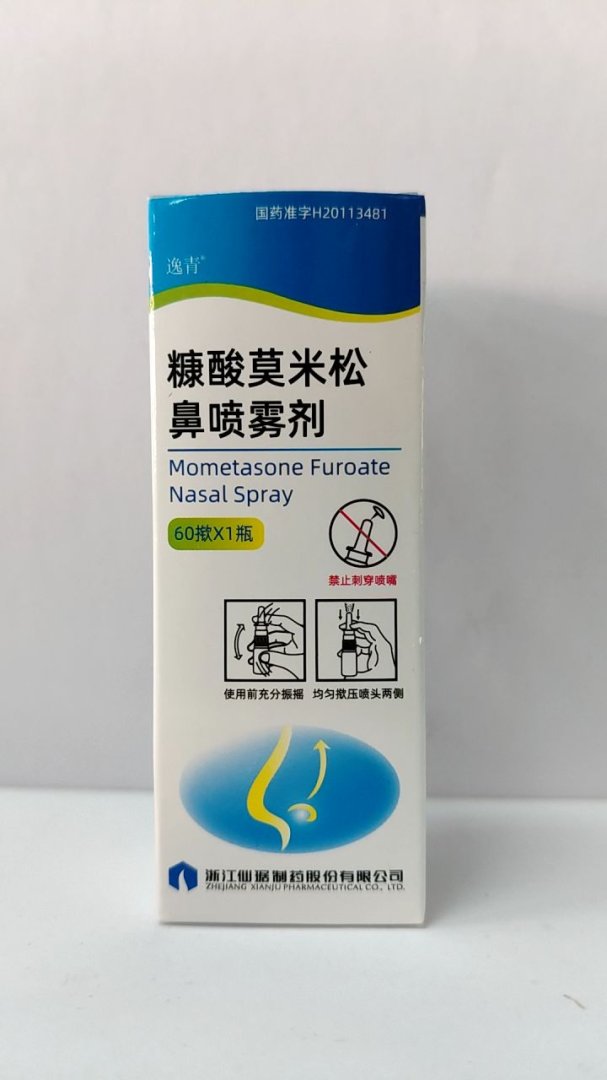 国药准字H20113481
逸青®
糠酸莫米松
鼻喷雾剂
Mometasone Furoate
Nasal Spray
60揿X1瓶
禁止刺穿喷嘴
使用前充分振摇 均匀揿压喷头两侧
浙江仙琚制药股份有限公司
ZHEJIANG XIANJU PHARMACEUTICAL CO., LTD.